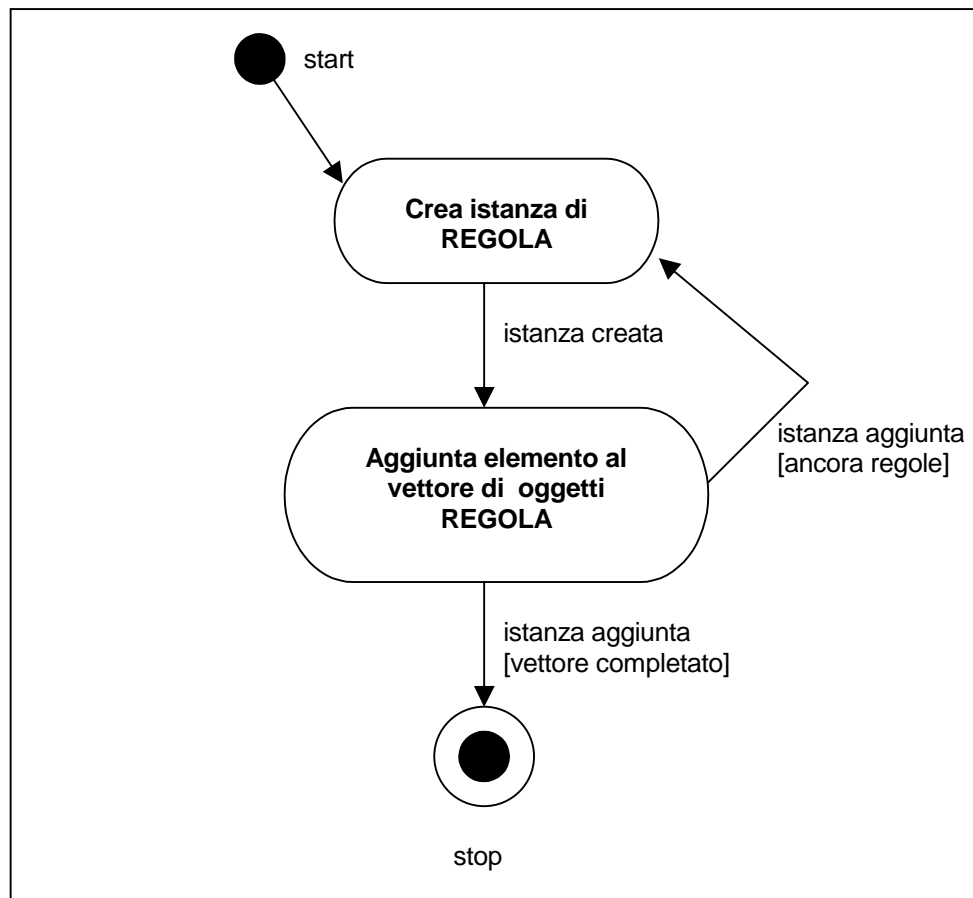 start
Crea istanza di
REGOLA
istanza creata
istanza aggiunta
[ancora regole]
Aggiunta elemento al
vettore di oggetti
REGOLA
istanza aggiunta
[vettore completato]
stop